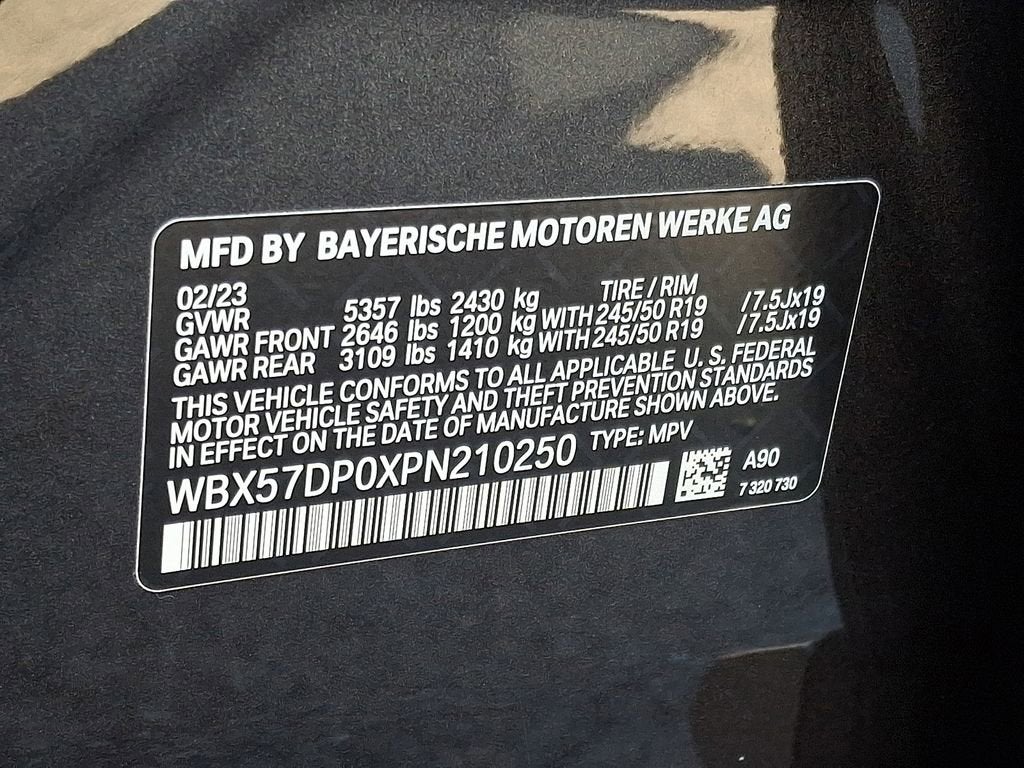 MFD BY BAYERISCHE MOTOREN WERKE AG
02/23 TIRE / RIM
GVWR 5357 lbs 2430 kg
GAWR FRONT 2646 lbs 1200 kg WITH 245/50 R19 /7.5Jx19
GAWR REAR 3109 lbs 1410 kg WITH 245/50 R19 /7.5Jx19
THIS VEHICLE CONFORMS TO ALL APPLICABLE U. S. FEDERAL
MOTOR VEHICLE SAFETY AND THEFT PREVENTION STANDARDS
IN EFFECT ON THE DATE OF MANUFACTURE SHOWN ABOVE.
WBX57DP0XPN210250 TYPE: MPV
A90
7 320 730